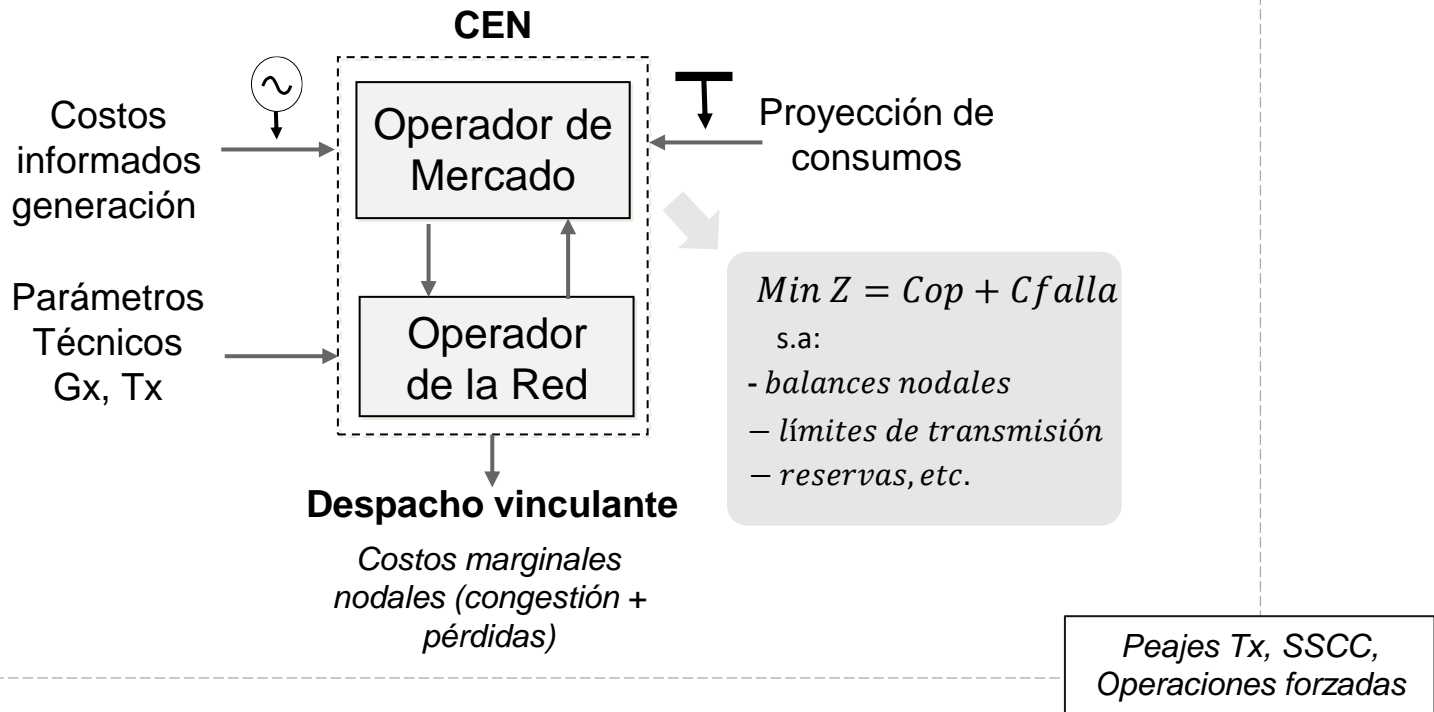 CEN
Costos
informados
generación
Operador de
Mercado
Proyección de
consumos
Parámetros
Técnicos
Gx, Tx
Operador
de la Red
Min Z = Cop + Cfalla
s.a:
- balances nodales
− límites de transmisión
− reservas, etc.
Despacho vinculante
Costos marginales
nodales (congestión +
pérdidas)
Peajes Tx, SSCC,
Operaciones forzadas